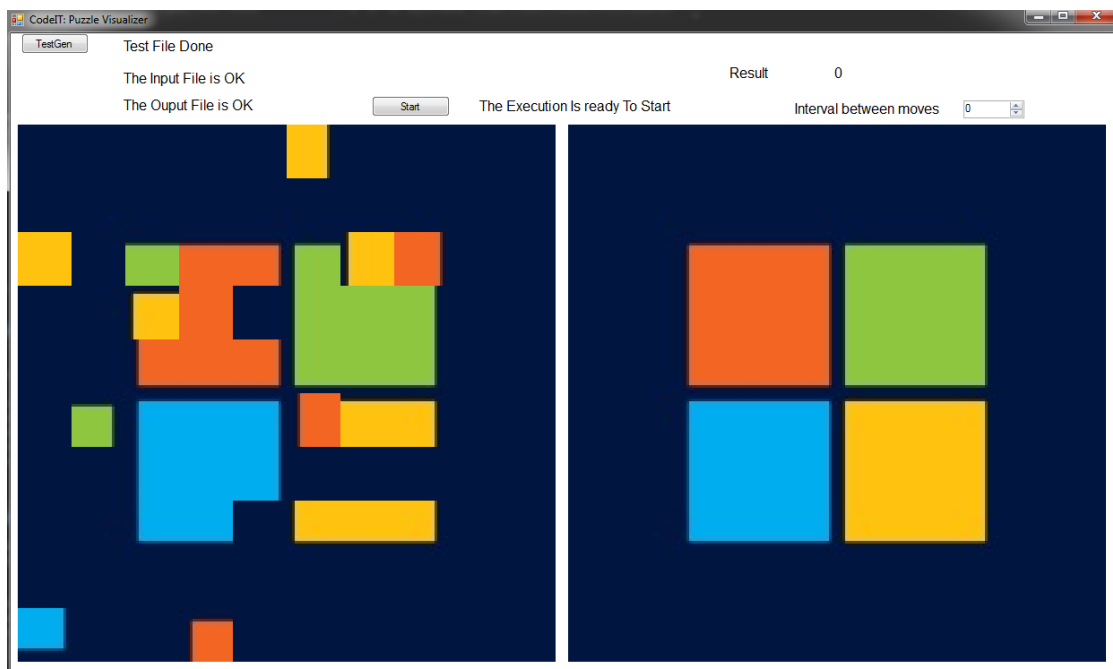 CodeIT: Puzzle Visualizer
TestGen
Test File Done
The Input File is OK
Result 0
The Ouput File is OK
Start
The Execution Is ready To Start
Interval between moves 0